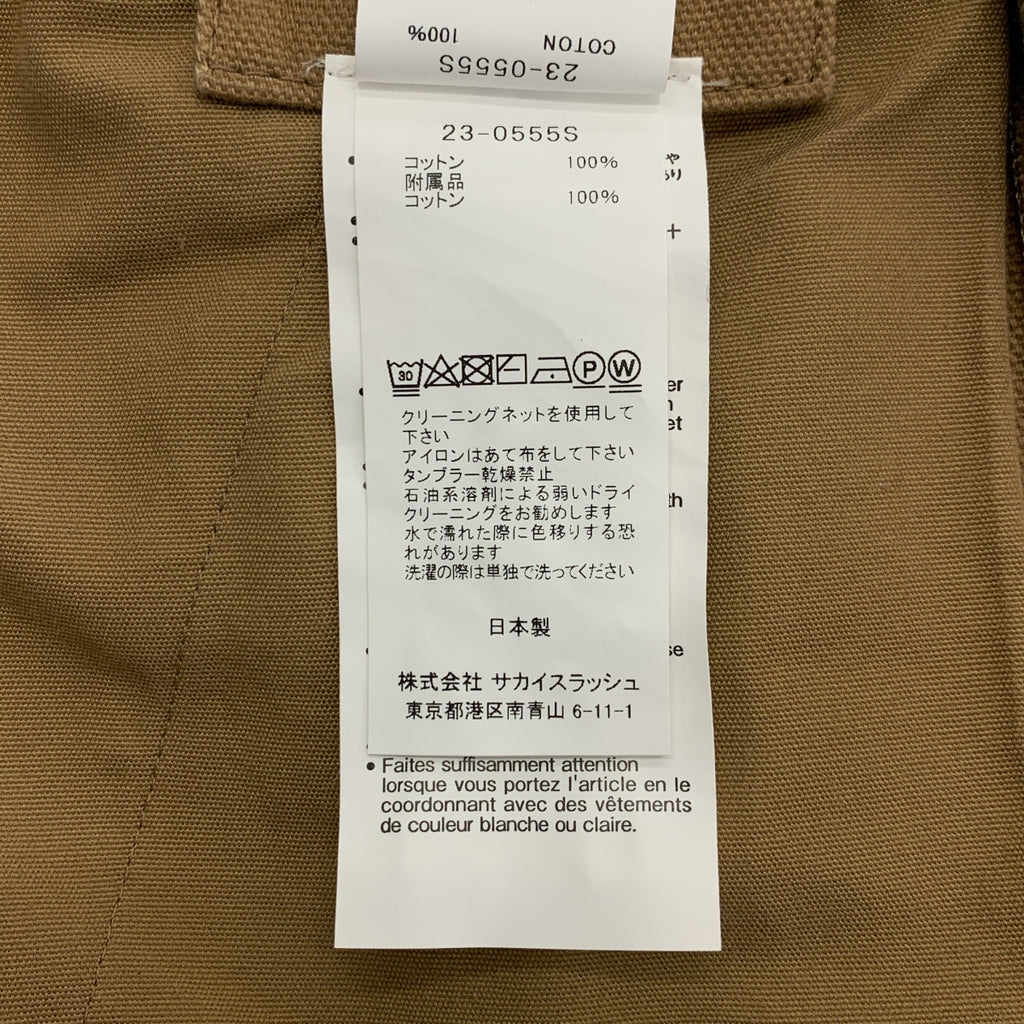 COTON 100%
23-0555S
23-0555S
コットン 100%
附属品
コットン 100%
や
あり
+
30
P
W
クリーニングネットを使用して
下さい
アイロンはあて布をして下さい
タンブラー乾燥禁止
石油系溶剤による弱いドライ
クリーニングをお勧めします
水で濡れた際に色移りする恐
れがあります
洗濯の際は単独で洗ってください
er
et
th
se
日本製
株式会社 サカイスラッシュ
東京都港区南青山 6-11-1
• Faites suffisamment attention
lorsque vous portez l'article en le
coordonnant avec des vêtements
de couleur blanche ou claire.